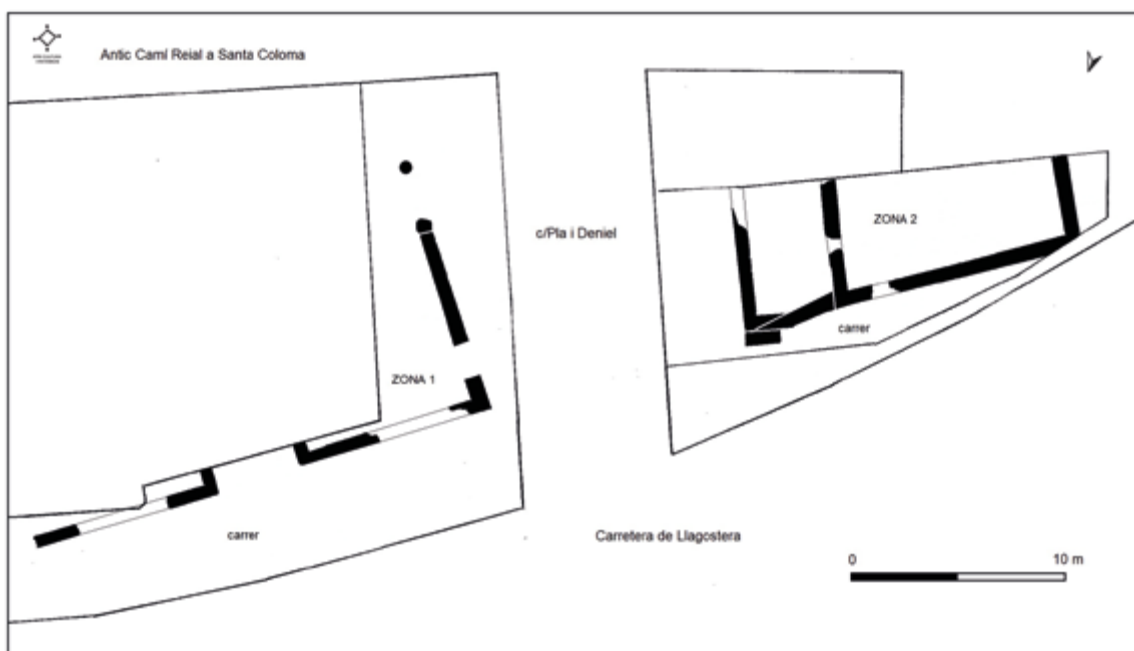 Antic Camí Reial a Santa Coloma
c/Pla i Deniel
ZONA 2
carrer
ZONA 1
carrer
Carretera de Llagostera
0 10 m